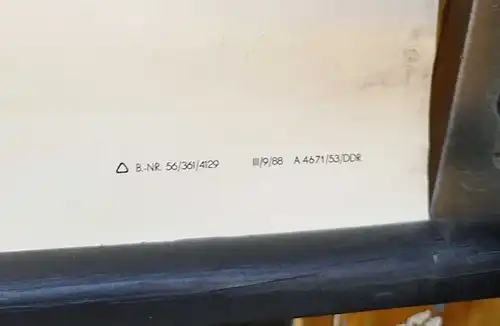 △ B.-NR. 56/361/4129 III/9/88 A 4671/53/DDR